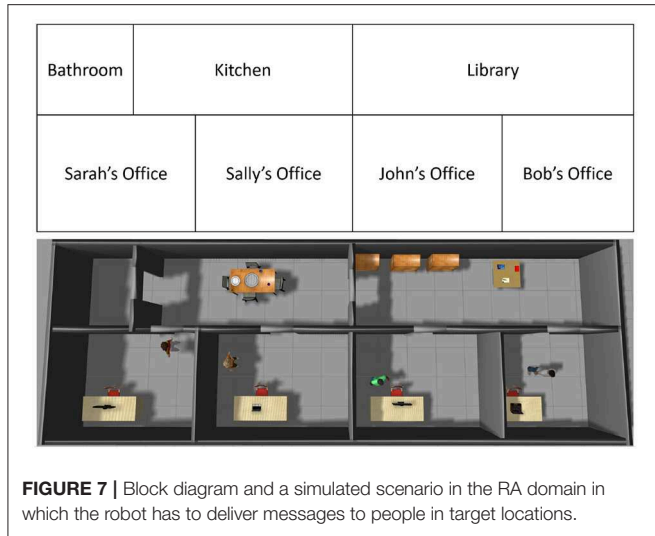 Bathroom Kitchen Library
Sarah's Office Sally's Office John's Office Bob's Office
FIGURE 7 | Block diagram and a simulated scenario in the RA domain in
which the robot has to deliver messages to people in target locations.